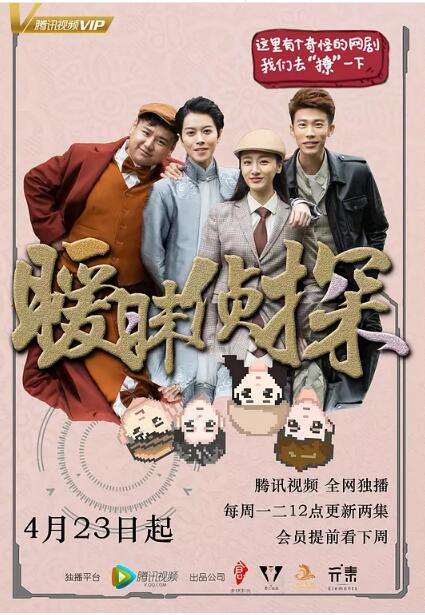 腾讯视频VIP
这里有个奇怪的网剧
我们去“撩”一下
暧昧侦探
腾讯视频 全网独播
每周一二12点更新两集
会员提前看下周
4月23日起
独播平台 腾讯视频 出品公司 元素
V.QQ.COM Elements